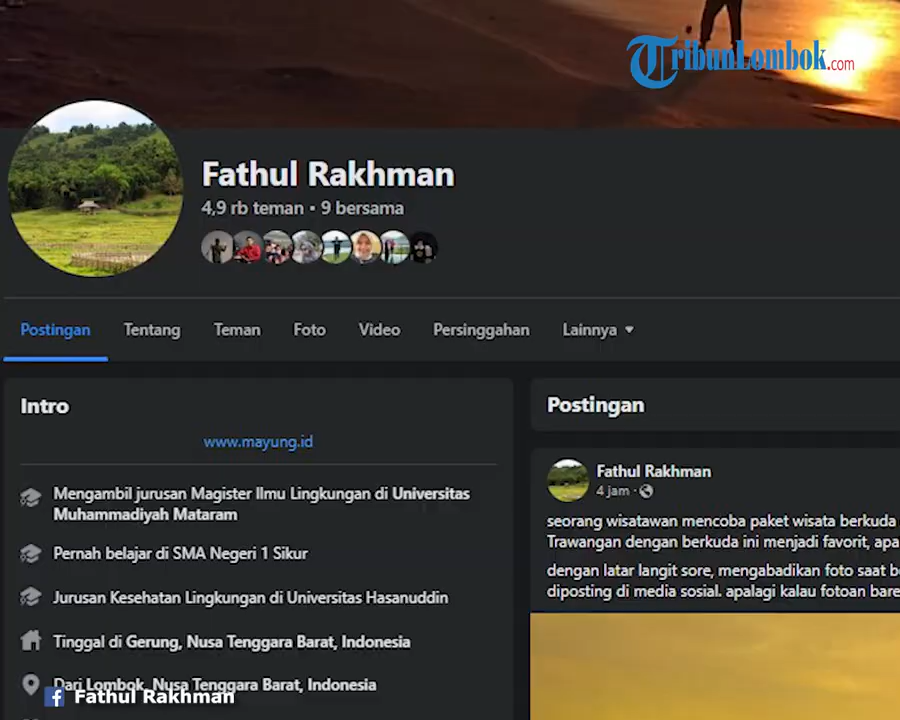 TribunLombok.com
Fathul Rakhman
4,9 rb teman • 9 bersama
Postingan Tentang Teman Foto Video Persinggahan Lainnya
Intro
www.mayung.id
Mengambil jurusan Magister Ilmu Lingkungan di Universitas
Muhammadiyah Mataram
Pernah belajar di SMA Negeri 1 Sikur
Jurusan Kesehatan Lingkungan di Universitas Hasanuddin
Tinggal di Gerung, Nusa Tenggara Barat, Indonesia
Dari Lombok, Nusa Tenggara Barat, Indonesia
f Fathul Rakhman
Postingan
Fathul Rakhman
4 jam ·
seorang wisatawan mencoba paket wisata berkuda
Trawangan dengan berkuda ini menjadi favorit, apa
dengan latar langit sore, mengabadikan foto saat be
diposting di media sosial. apalagi kalau fotoan bare